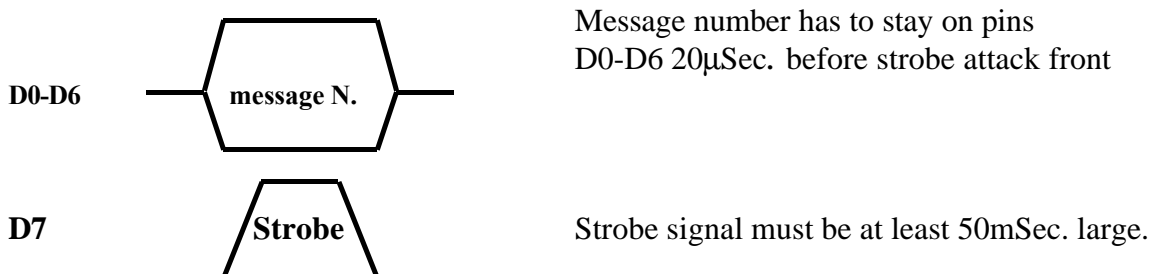 Message number has to stay on pins
D0-D6 20µSec. before strobe attack front
D0-D6
message N.
D7
Strobe
Strobe signal must be at least 50mSec. large.